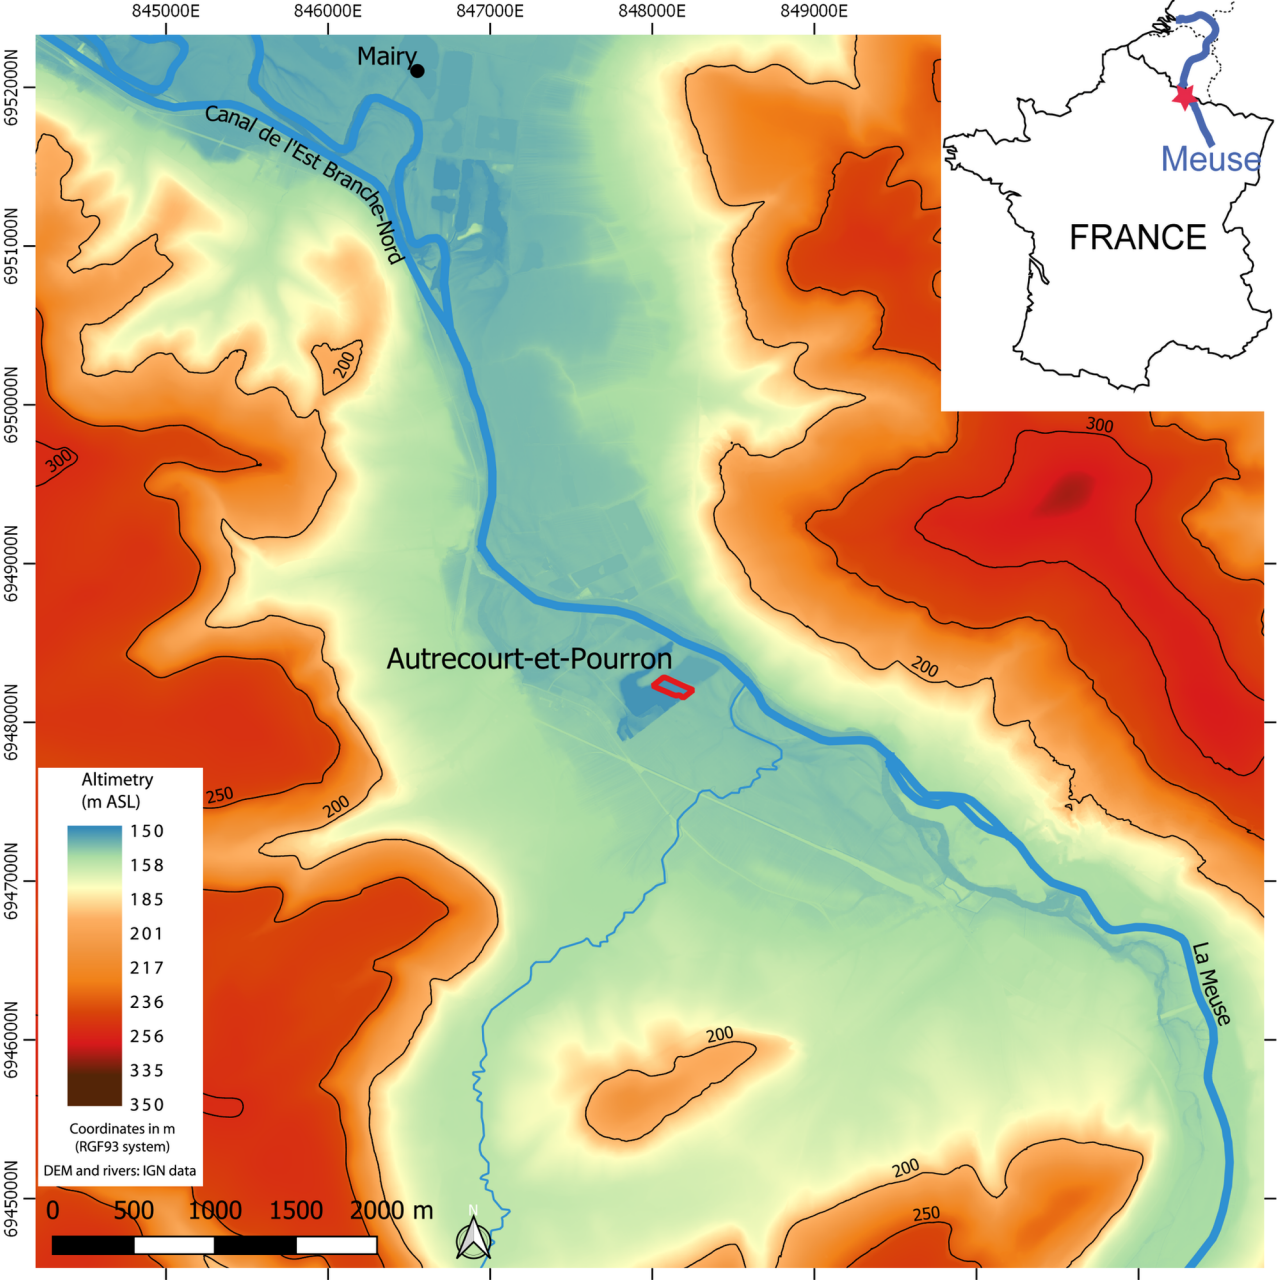 845000E
846000E
847000E
848000E
849000E
6952000N
6951000N
6950000N
6949000N
6948000N
6947000N
6946000N
6945000N
Mairy
Canal de l'Est Branche-Nord
Meuse
FRANCE
200
300
300
200
Autrecourt-et-Pourron
250
200
La Meuse
200
200
250
Altimetry
(m ASL)
150
158
185
201
217
236
256
335
350
Coordinates in m
(RGF93 system)
DEM and rivers: IGN data
0 500 1000 1500 2000 m
N